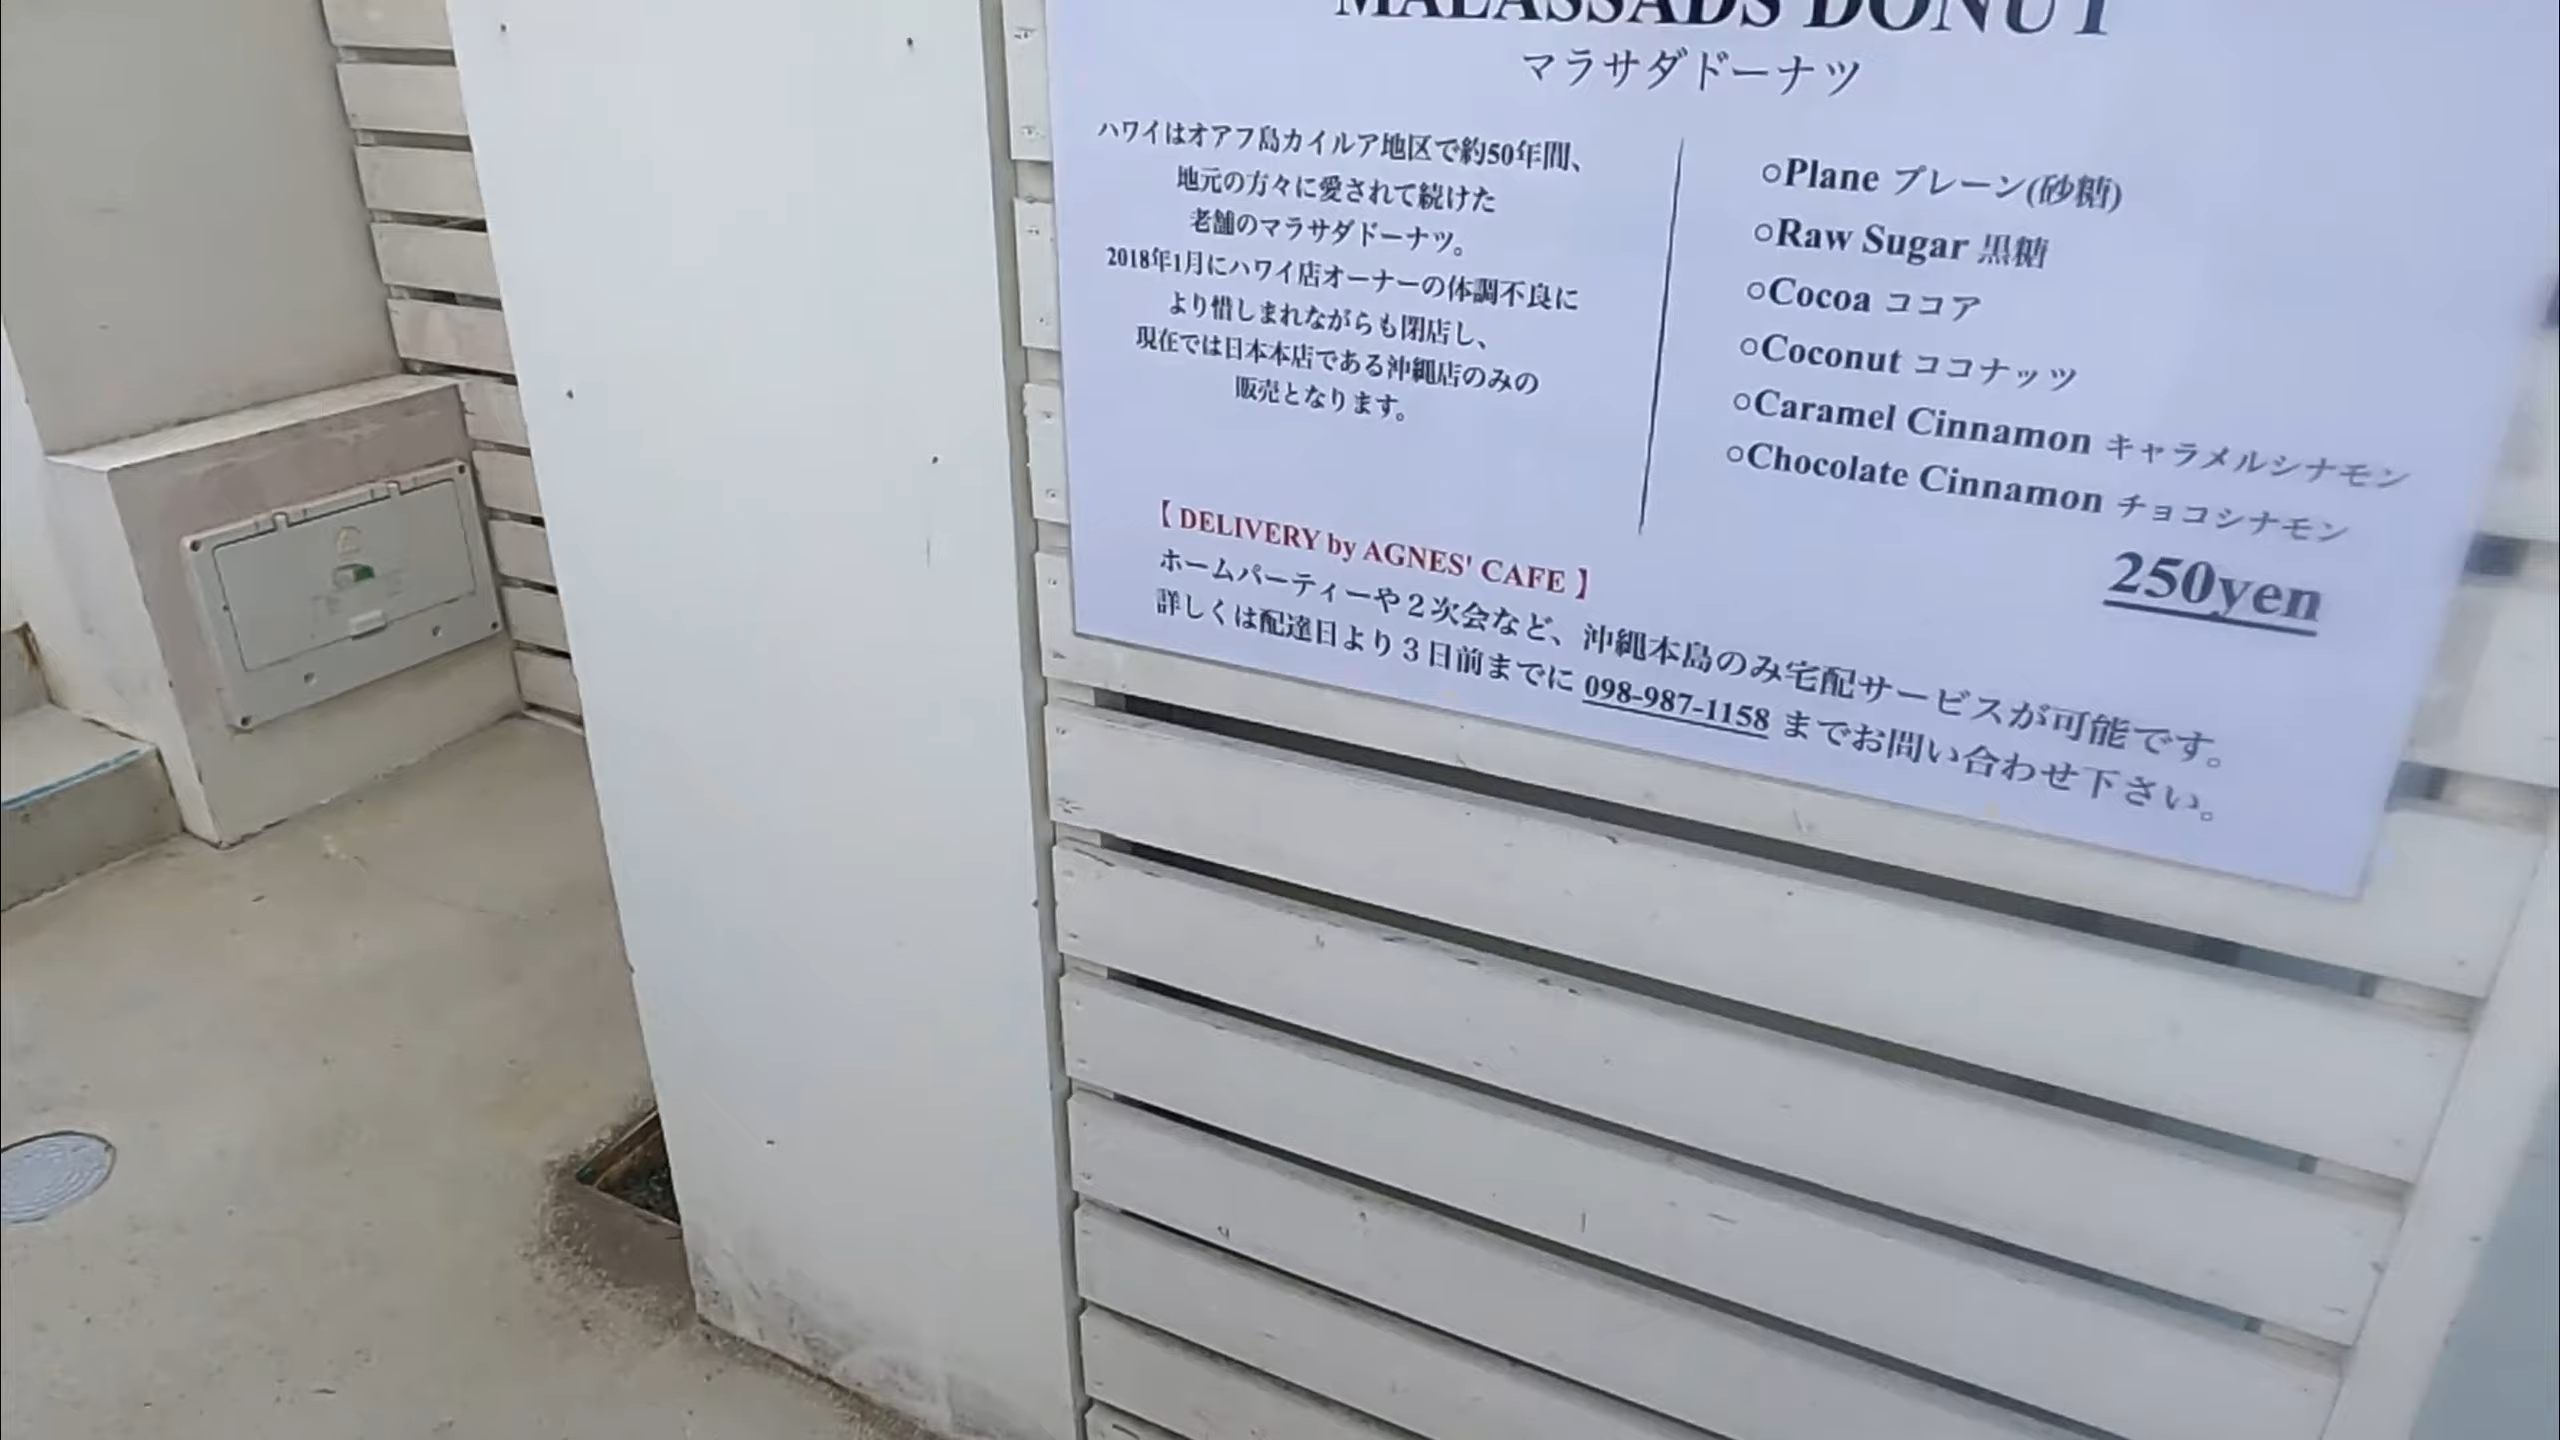 MALASSADS DONUT
マラサダドーナツ
ハワイはオアフ島カイルア地区で約50年間、
地元の方々に愛されて続けた
老舗のマラサダドーナツ。
2018年1月にハワイ店オーナーの体調不良に
より惜しまれながらも閉店し、
現在では日本本店である沖縄店のみの
販売となります。
○Plane プレーン(砂糖)
○Raw Sugar 黒糖
○Cocoa ココア
○Coconut ココナッツ
○Caramel Cinnamon キャラメルシナモン
○Chocolate Cinnamon チョコシナモン
250yen
【 DELIVERY by AGNES' CAFE 】
ホームパーティーや２次会など、沖縄本島のみ宅配サービスが可能です。
詳しくは配達日より３日前までに 098-987-1158 までお問い合わせ下さい。